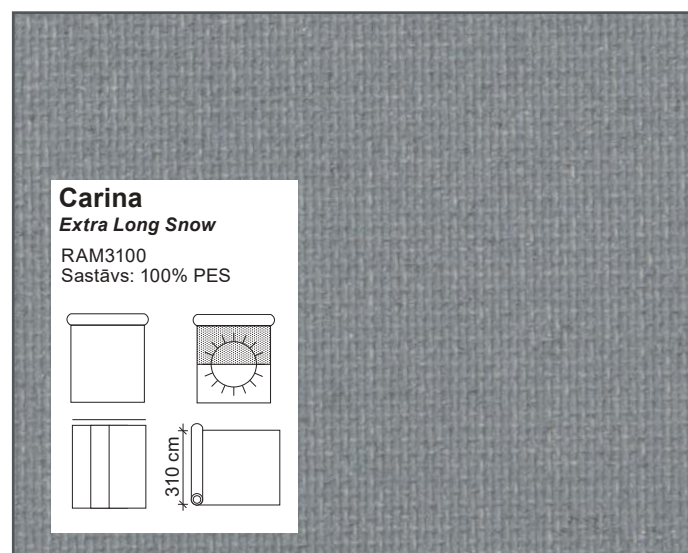 Carina
Extra Long Snow
RAM3100
Sastāvs: 100% PES
310 cm